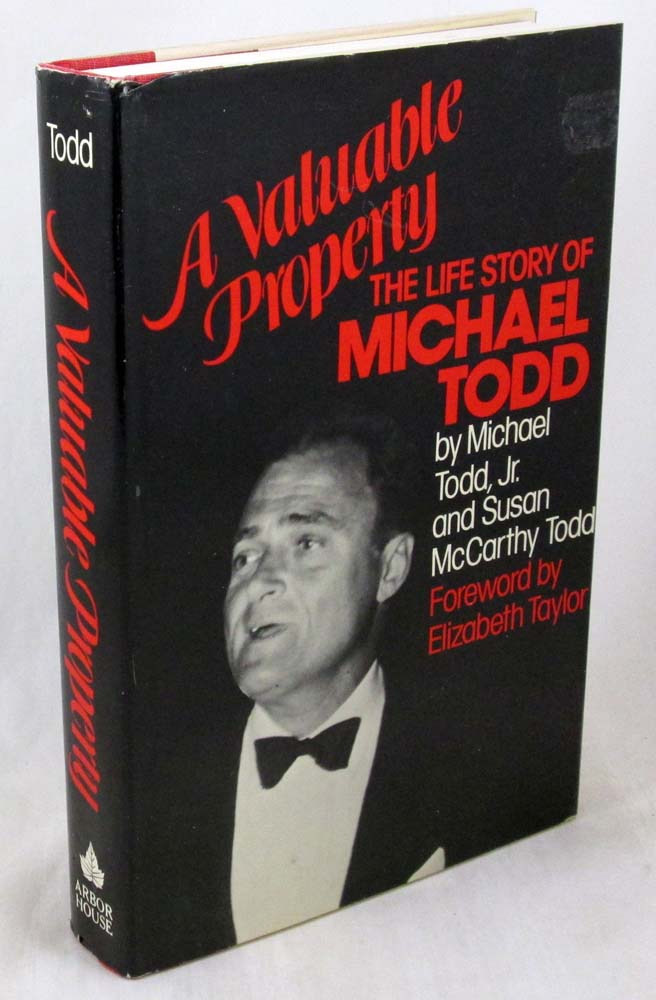 Todd
A Valuable Property
ARBOR
HOUSE
A Valuable
Property
THE LIFE STORY OF
MICHAEL
TODD
by Michael
Todd, Jr.
and Susan
McCarthy Todd
Foreword by
Elizabeth Taylor